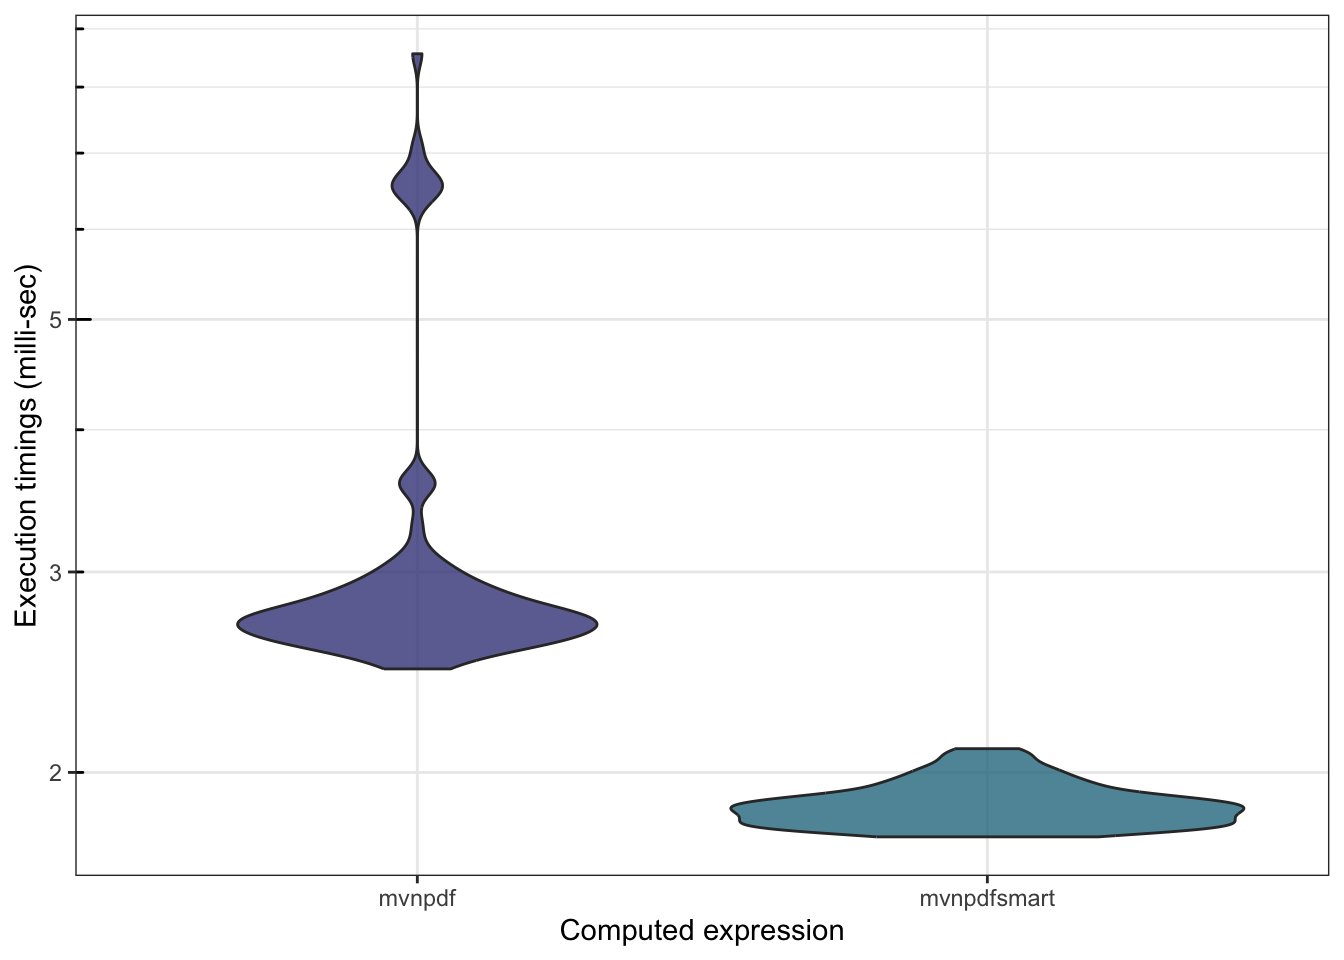 Execution timings (milli-sec)
5
3
2
mvnpdf
mvnpdfsmart
Computed expression